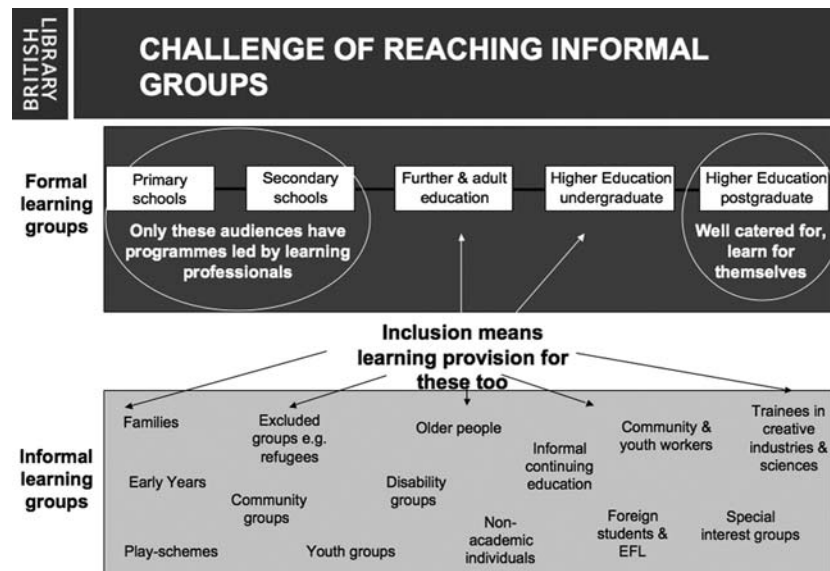 BRITISH
LIBRARY
CHALLENGE OF REACHING INFORMAL
GROUPS
Formal
learning
groups
Primary
schools
Secondary
schools
Further & adult
education
Higher Education
undergraduate
Higher Education
postgraduate
Only these audiences have
programmes led by learning
professionals
Well catered for,
learn for
themselves
Inclusion means
learning provision for
these too
Informal
learning
groups
Families
Excluded
groups e.g.
refugees
Older people
Community &
youth workers
Trainees in
creative
industries &
sciences
Early Years
Community
groups
Disability
groups
Informal
continuing
education
Play-schemes
Youth groups
Non-
academic
individuals
Foreign
students &
EFL
Special
interest groups